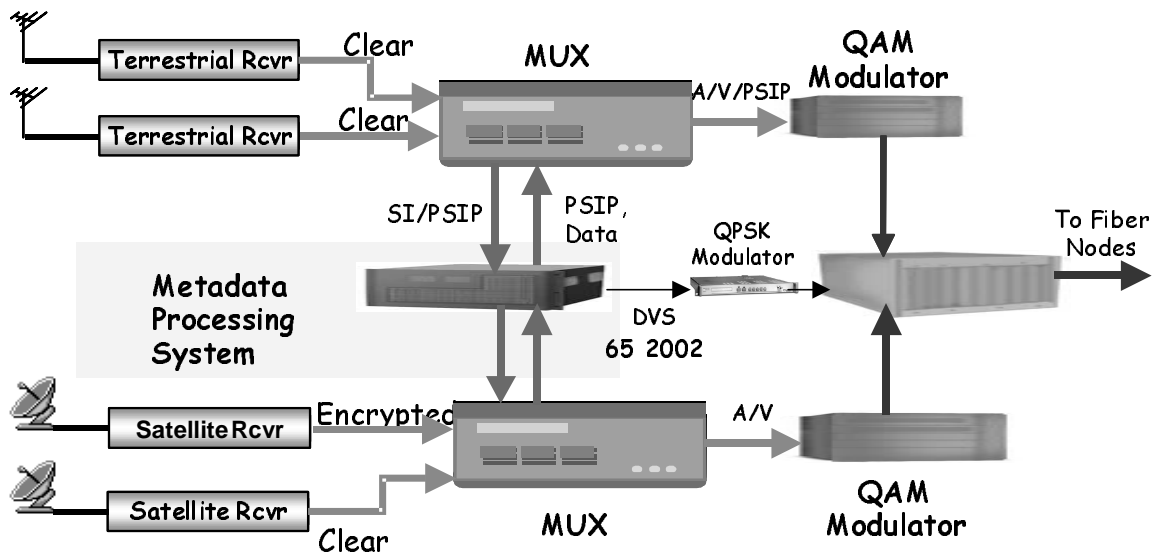 Terrestrial Rcvr
Clear
MUX
QAM
Modulator
A/V/PSIP
Terrestrial Rcvr
Clear
SI/PSIP
PSIP,
Data
QPSK
Modulator
To Fiber
Nodes
Metadata
Processing
System
DVS
65 2002
Satellite Rcvr
Encrypted
A/V
Satellite Rcvr
Clear
MUX
QAM
Modulator